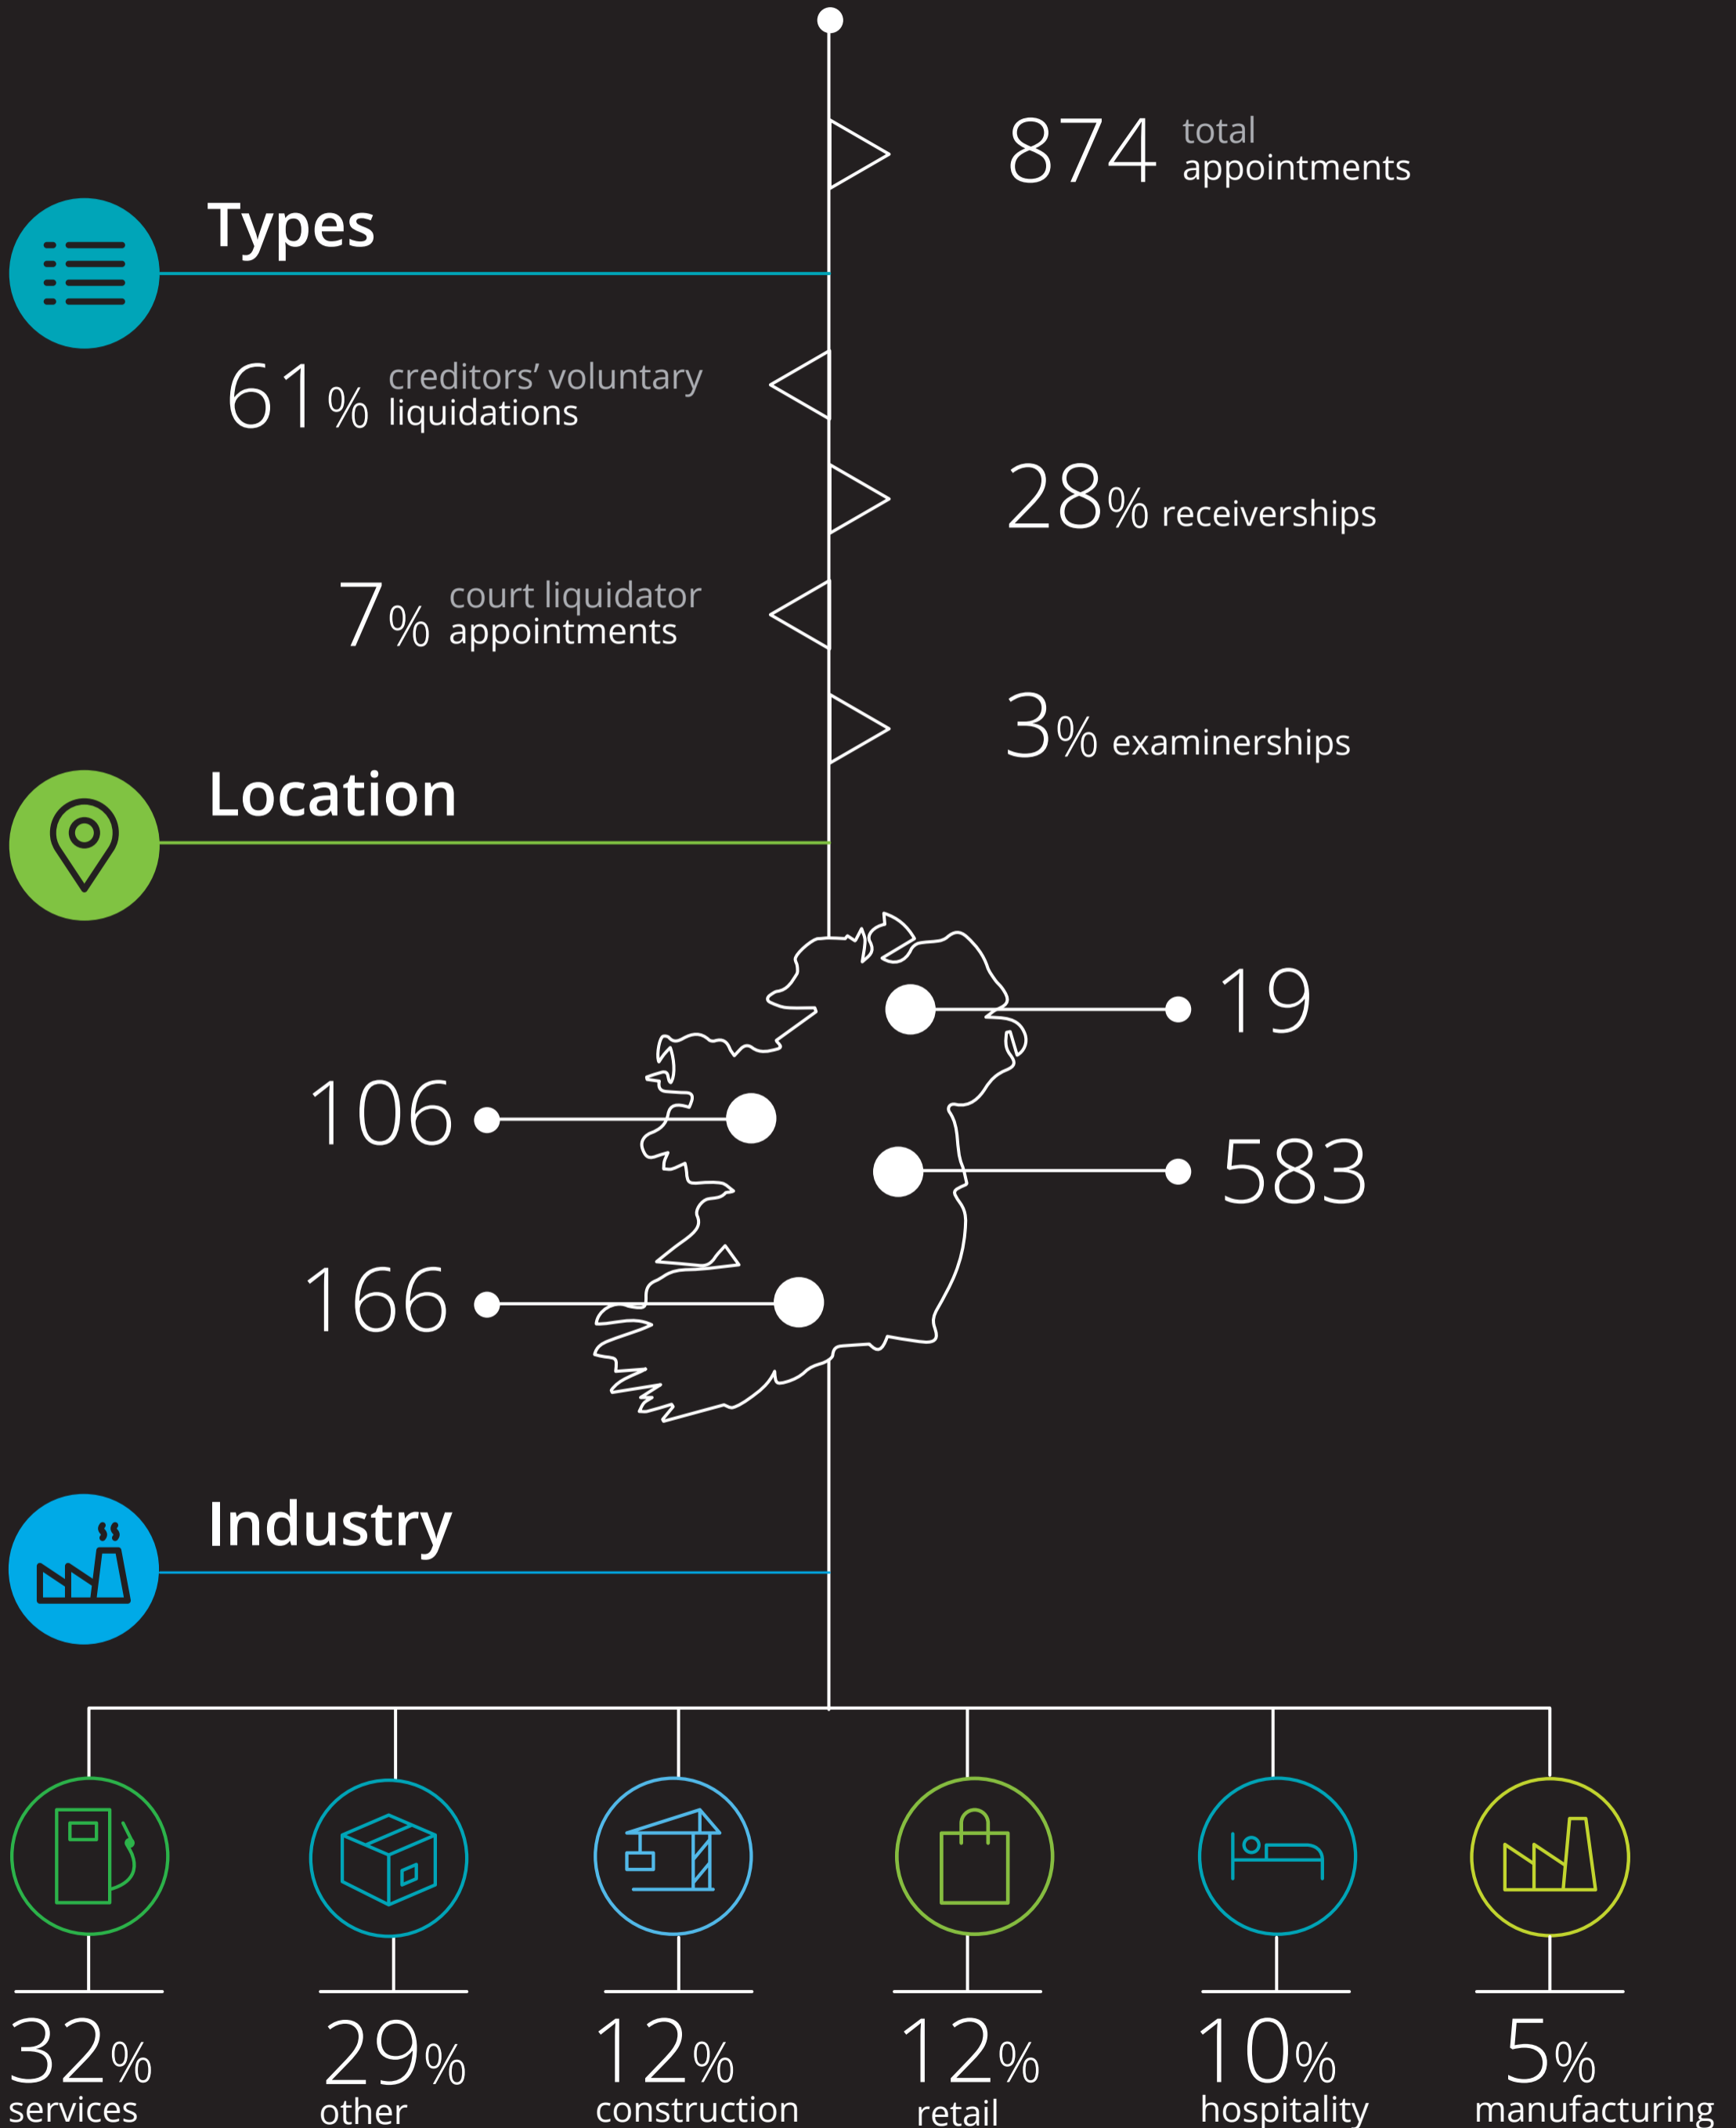 874 total
appointments
Types
61% creditors’ voluntary
liquidations
28% receiverships
7% court liquidator
appointments
3% examinerships
Location
19
106
583
166
Industry
32%
services
29%
other
12%
construction
12%
retail
10%
hospitality
5%
manufacturing